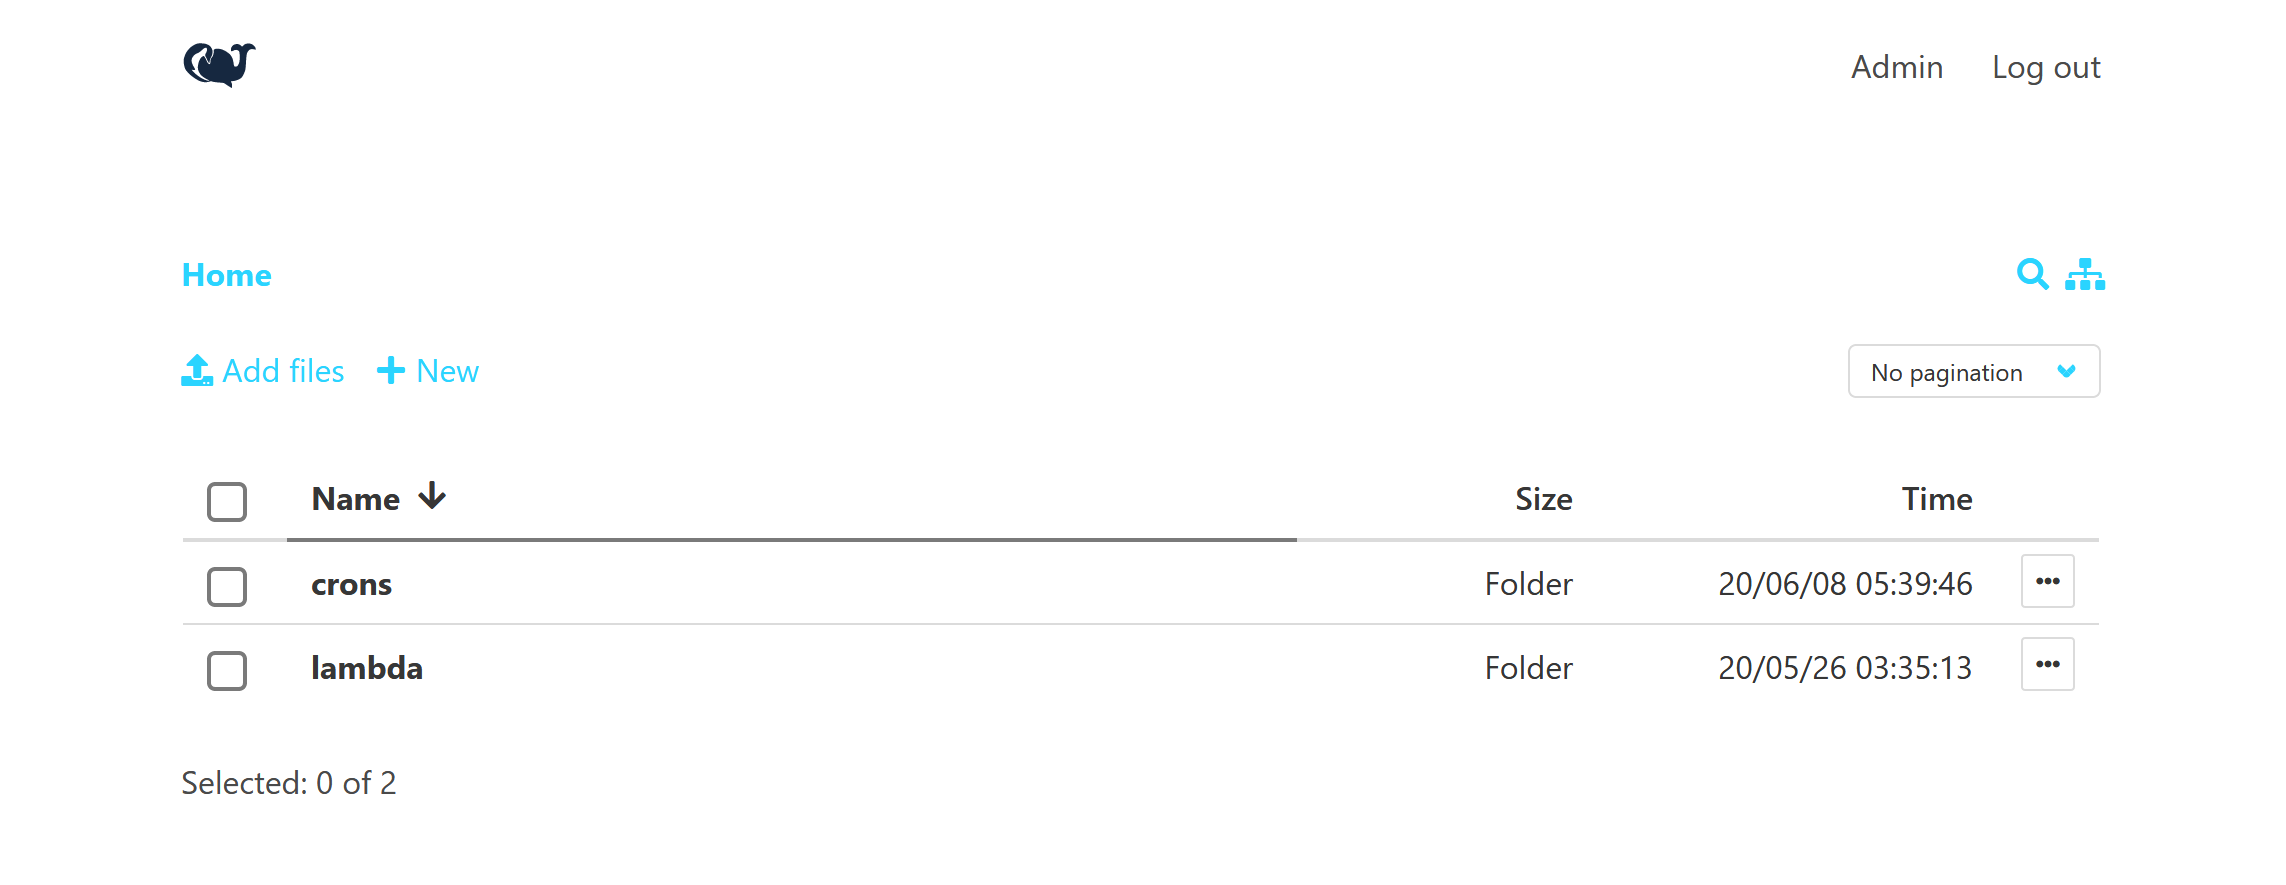 Admin Log out
Home
Add files New No pagination
Name Size Time
crons Folder 20/06/08 05:39:46
lambda Folder 20/05/26 03:35:13
Selected: 0 of 2